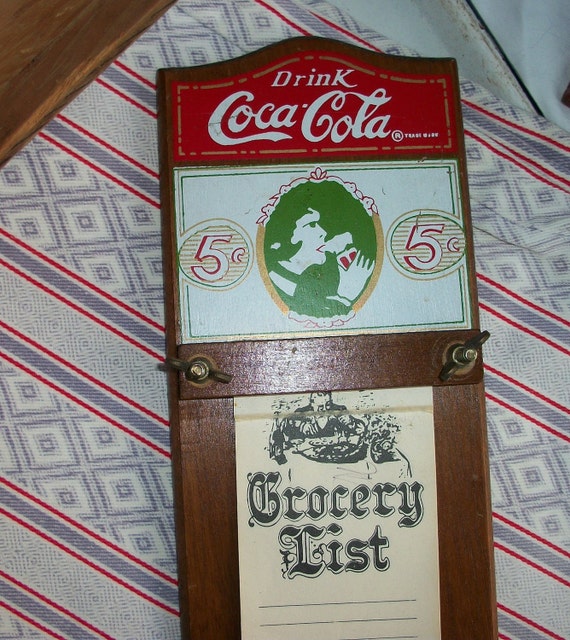 Drink
Coca-Cola ® TRADE MARK
5¢ 5¢
Grocery
List